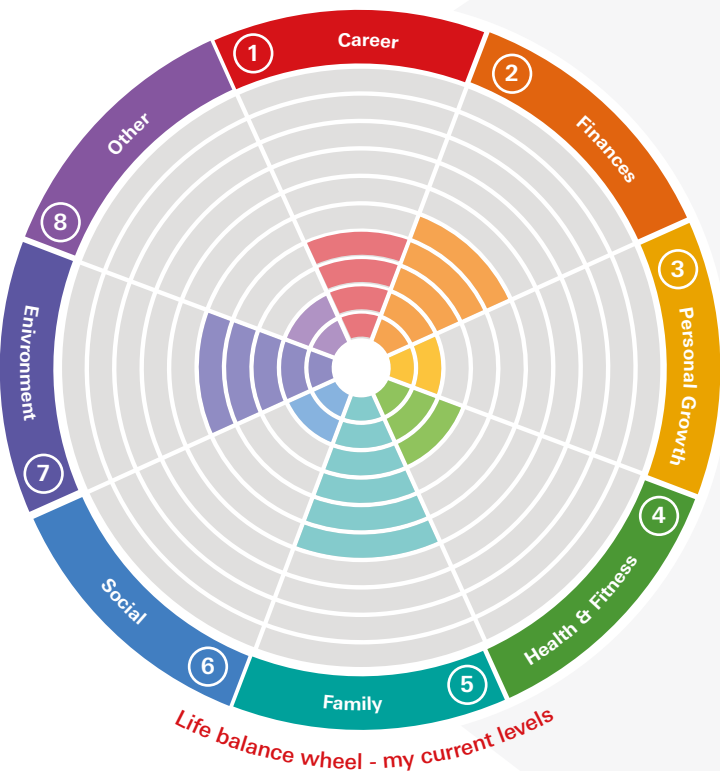 1 Career
2 Finances
3 Personal Growth
4 Health & Fitness
5 Family
6 Social
7 Enivronment
8 Other
Life balance wheel - my current levels